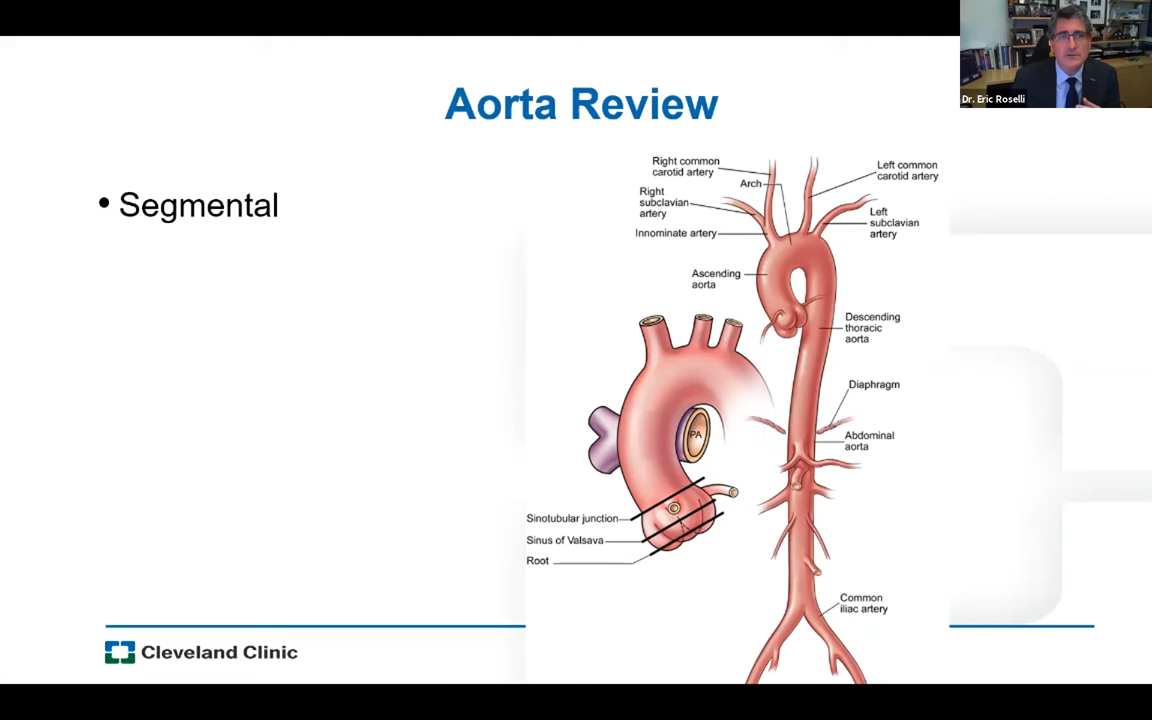 Dr. Eric Roselli
Aorta Review
• Segmental
Right common
carotid artery
Left common
carotid artery
Arch
Right
subclavian
artery
Left
subclavian
artery
Innominate artery
Ascending
aorta
Descending
thoracic
aorta
Diaphragm
Abdominal
aorta
PA
Sinotubular junction
Sinus of Valsava
Root
Common
iliac artery
Cleveland Clinic